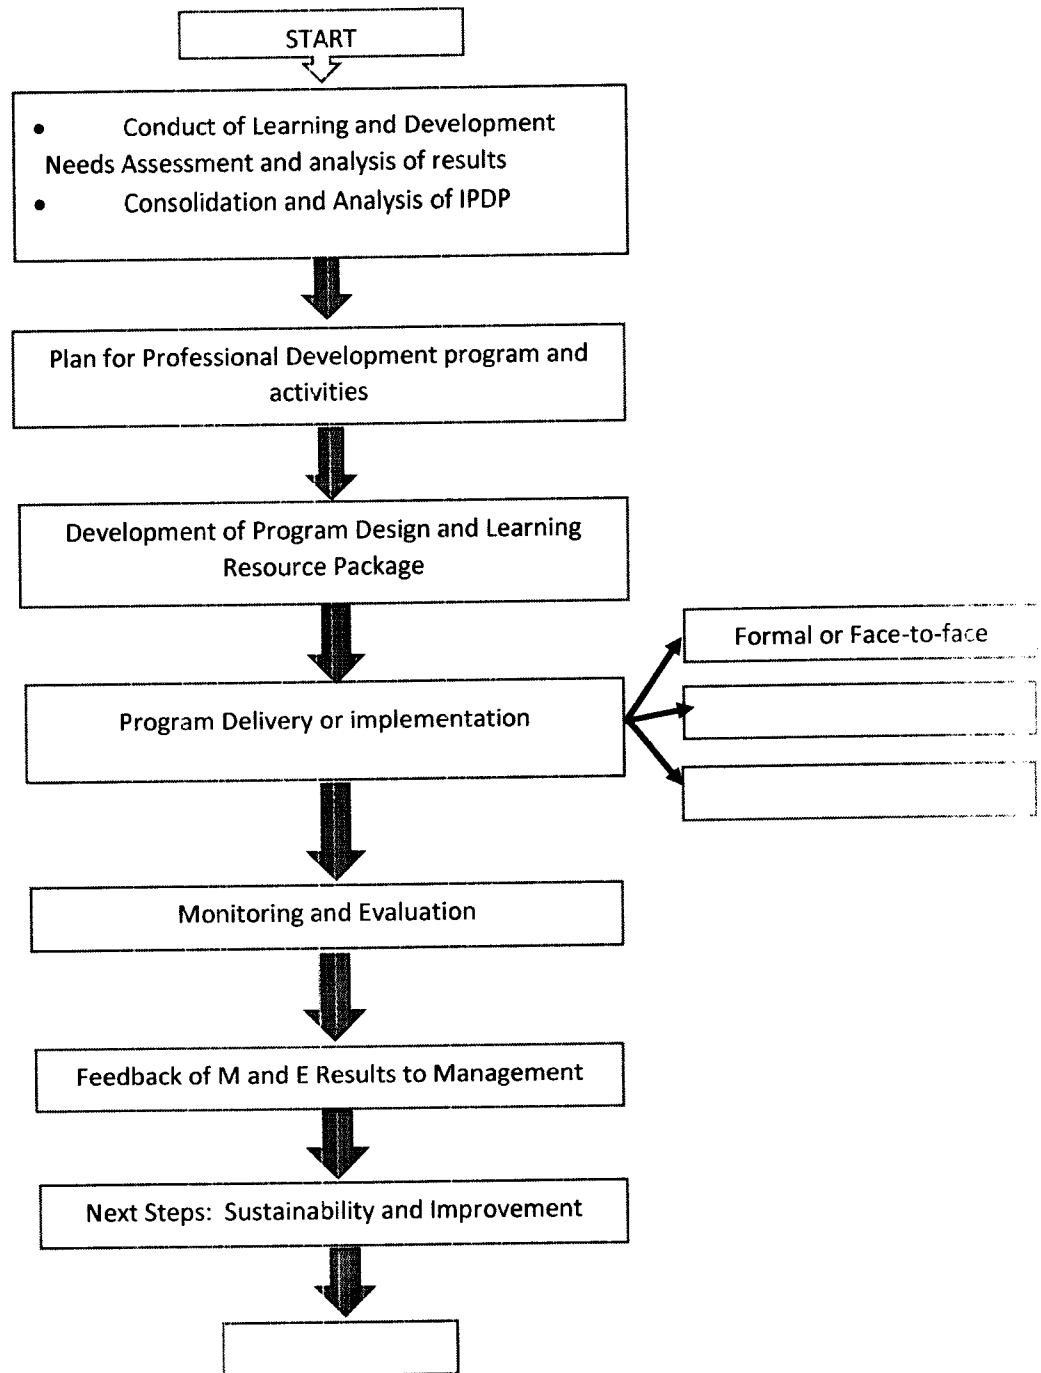 START
• Conduct of Learning and Development
Needs Assessment and analysis of results
• Consolidation and Analysis of IPDP
Plan for Professional Development program and
activities
Development of Program Design and Learning
Resource Package
Formal or Face-to-face
Program Delivery or implementation
Monitoring and Evaluation
Feedback of M and E Results to Management
Next Steps: Sustainability and Improvement